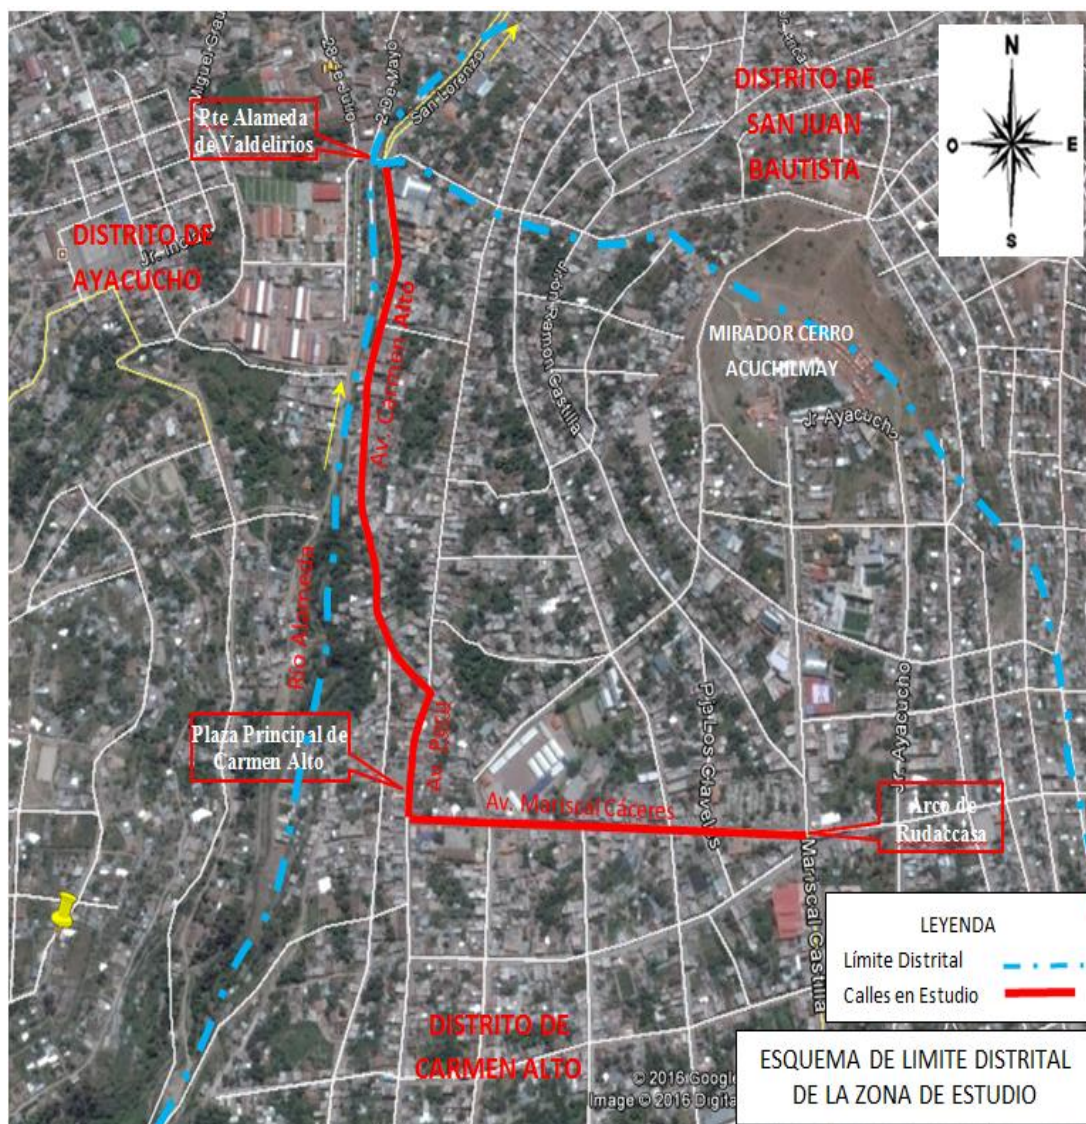 Miguel Grau
28 de Julio
2 De Mayo
San Lorenzo
Pte Alameda
de Valdelirios
DISTRITO DE
SAN JUAN
BAUTISTA
N
O
E
S
DISTRITO DE
AYACUCHO
Av. Carmen Alto
Jirón Ramon Castilla
MIRADOR CERRO
ACUCHILMAY
Jr. Ayacucho
Río Alameda
Plaza Principal de
Carmen Alto
Av. Perú
Pje Los Claveles
Jr. Ayacucho
Av. Mariscal Cáceres
Arco de
Rudaccasa
Mariscal Castilla
LEYENDA
Límite Distrital
Calles en Estudio
DISTRITO DE
CARMEN ALTO
© 2016 Google
Image © 2016 Digita
ESQUEMA DE LIMITE DISTRITAL
DE LA ZONA DE ESTUDIO